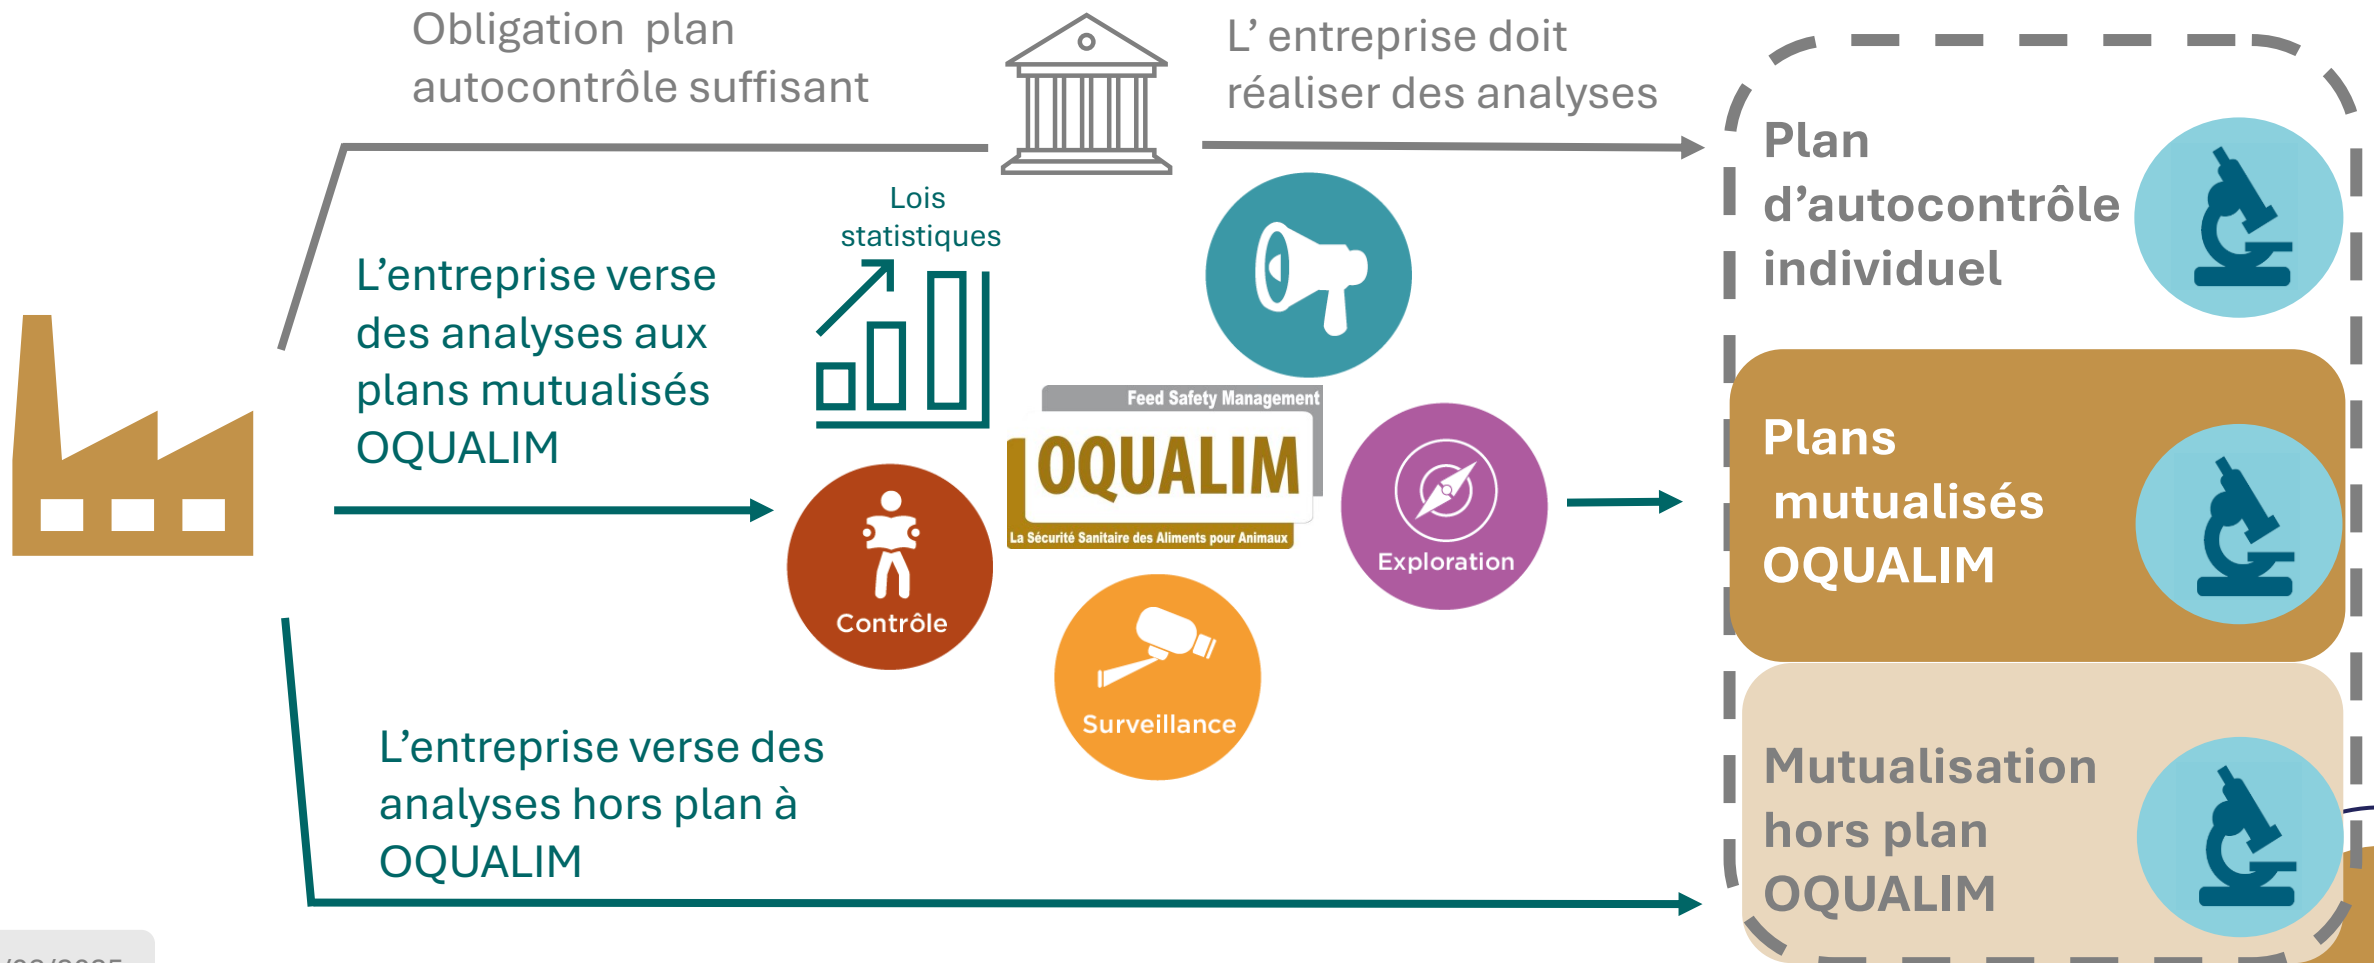 Obligation plan
autocontrôle suffisant
L’ entreprise doit
réaliser des analyses
Lois
statistiques
L’entreprise verse
des analyses aux
plans mutualisés
OQUALIM
Feed Safety Management
OQUALIM
La Sécurité Sanitaire des Aliments pour Animaux
Contrôle
Surveillance
Exploration
L’entreprise verse des
analyses hors plan à
OQUALIM
Plan
d’autocontrôle
individuel
Plans
mutualisés
OQUALIM
Mutualisation
hors plan
OQUALIM